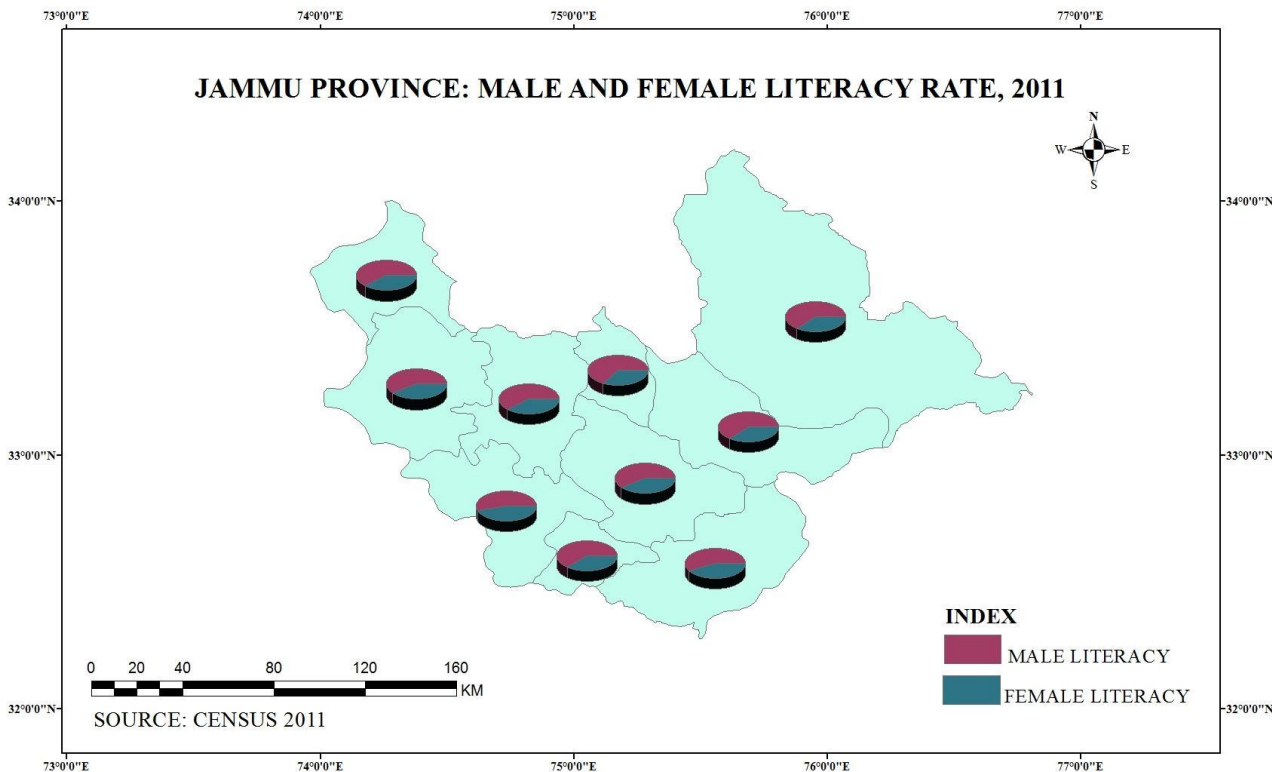 73°0'0"E 74°0'0"E 75°0'0"E 76°0'0"E 77°0'0"E
JAMMU PROVINCE: MALE AND FEMALE LITERACY RATE, 2011
N
W E
S
34°0'0"N 34°0'0"N
33°0'0"N 33°0'0"N
INDEX
MALE LITERACY
FEMALE LITERACY
0 20 40 80 120 160
KM
32°0'0"N 32°0'0"N
SOURCE: CENSUS 2011
73°0'0"E 74°0'0"E 75°0'0"E 76°0'0"E 77°0'0"E